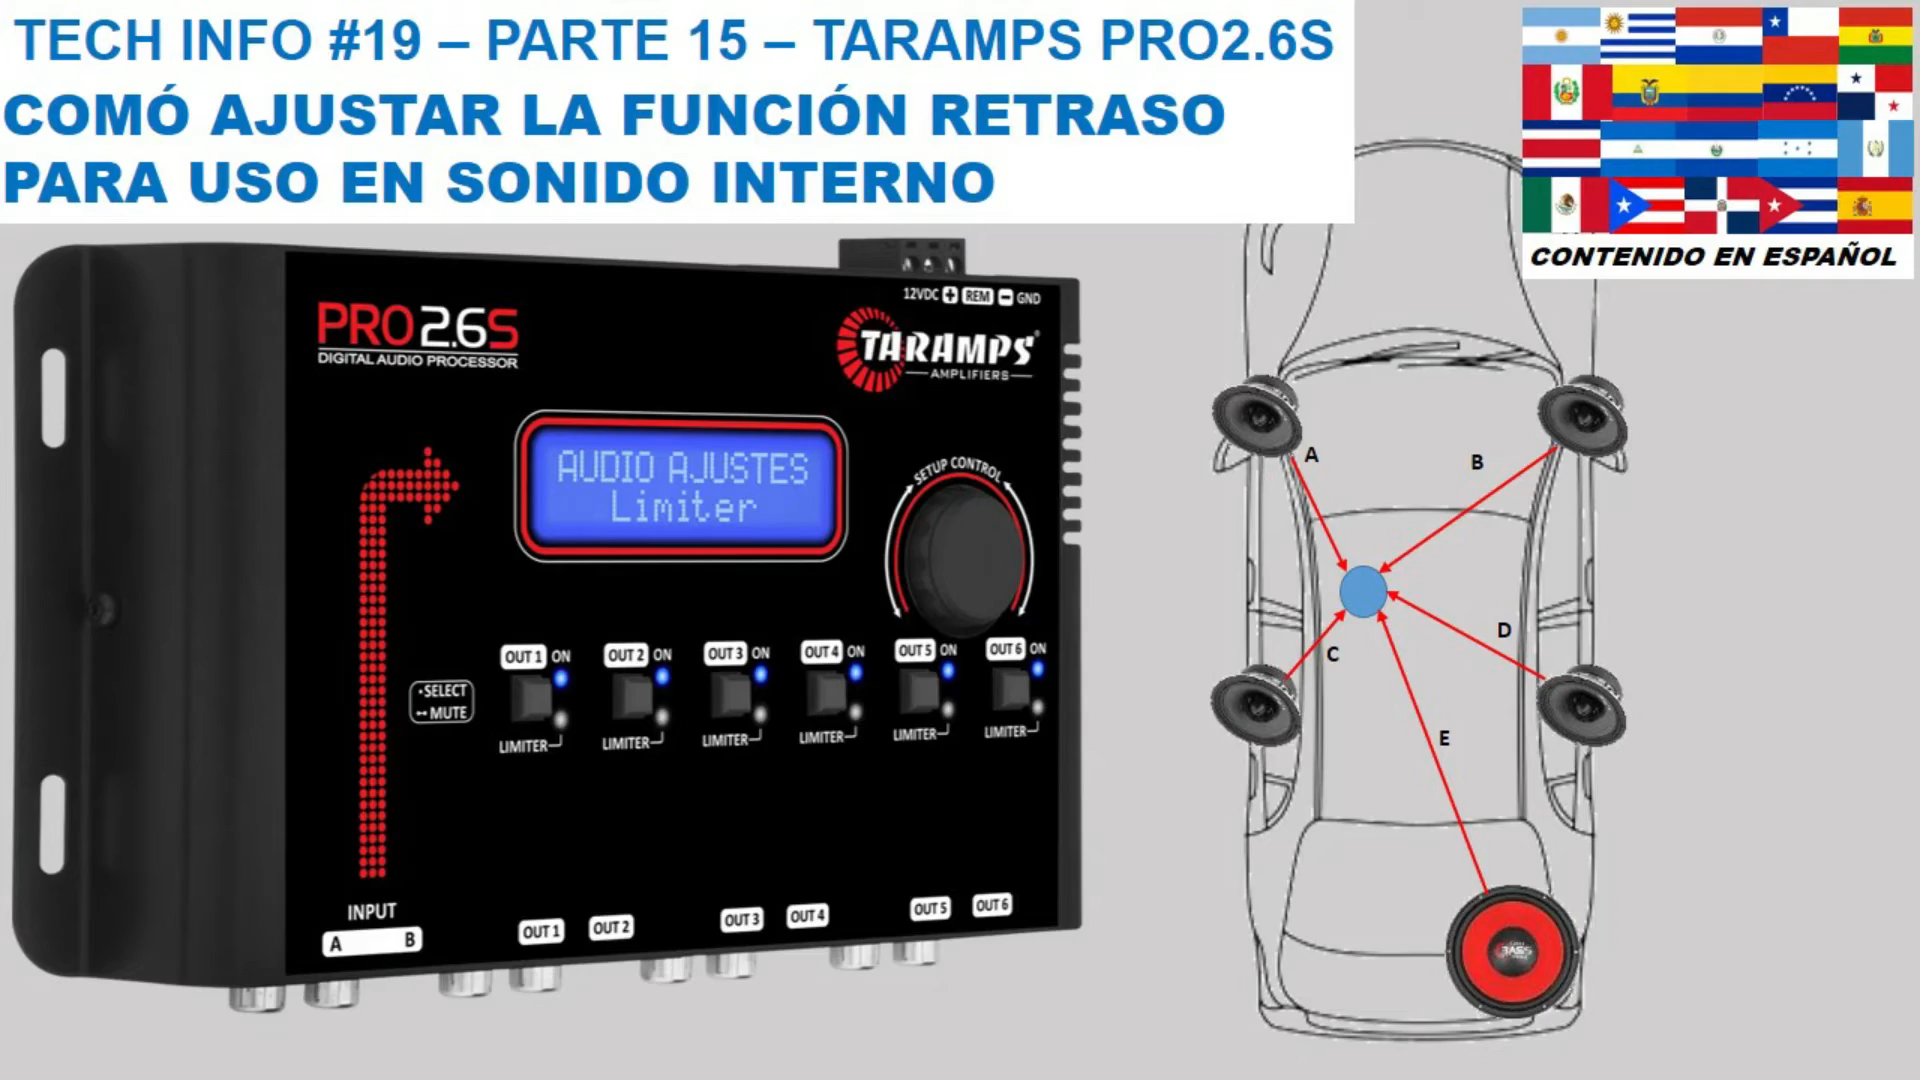 TECH INFO #19 – PARTE 15 – TARAMPS PRO2.6S
COMÓ AJUSTAR LA FUNCIÓN RETRASO
PARA USO EN SONIDO INTERNO
CONTENIDO EN ESPAÑOL
12VDC + REM − GND
PRO2.6S
DIGITAL AUDIO PROCESSOR
TARAMPS
AMPLIFIERS
AUDIO AJUSTES
Limiter
SETUP CONTROL
OUT 1 ON
OUT 2 ON
OUT 3 ON
OUT 4 ON
OUT 5 ON
OUT 6 ON
SELECT
MUTE
LIMITER
LIMITER
LIMITER
LIMITER
LIMITER
LIMITER
INPUT
A B
OUT 1
OUT 2
OUT 3
OUT 4
OUT 5
OUT 6
A
B
C
D
E
BASS